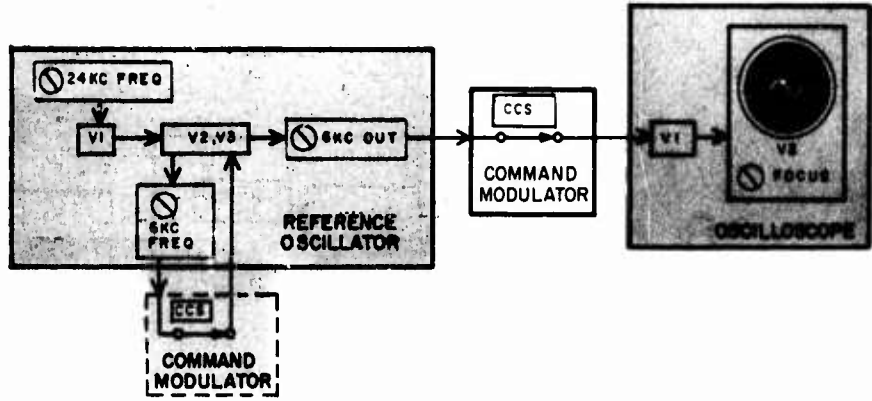 24KC FREQ
V1
V2,V3
6KC OUT
6KC
FREQ
REFERENCE
OSCILLATOR
CCS
COMMAND
MODULATOR
CCS
COMMAND
MODULATOR
V1
V2
FOCUS
OSCILLOSCOPE